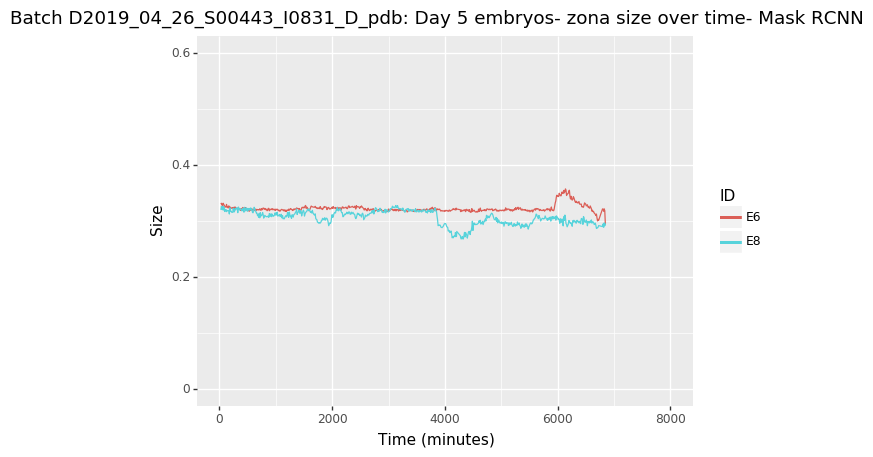 Batch D2019_04_26_S00443_I0831_D_pdb: Day 5 embryos- zona size over time- Mask RCNN
0.6
0.4
0.2
0
Size
0 2000 4000 6000 8000
Time (minutes)
ID
E6
E8